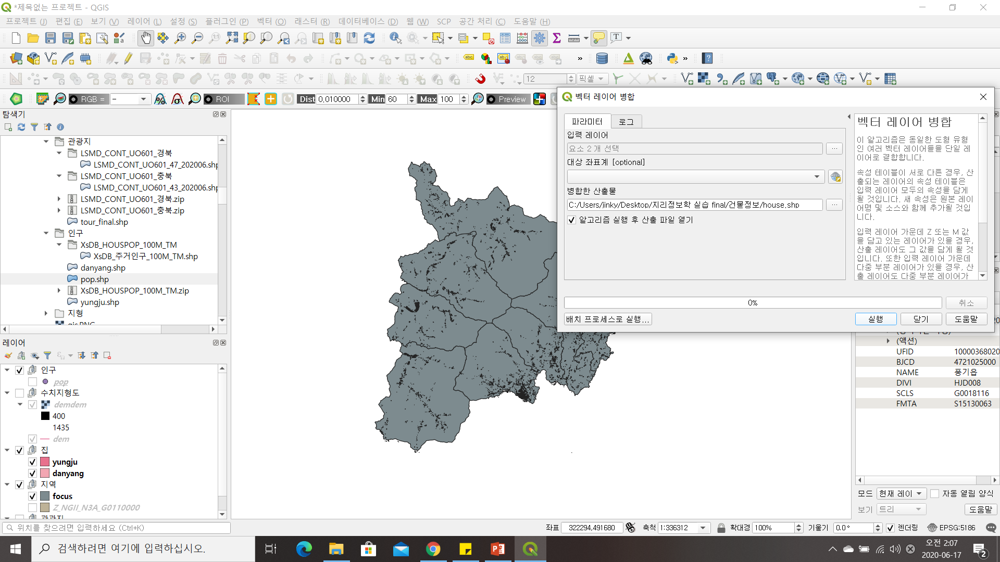 *제목없는 프로젝트 - QGIS
프로젝트 (J) 편집 (E) 보기 (V) 레이어 (L) 설정 (S) 플러그인 (P) 벡터 (O) 래스터 (R) 데이터베이스 (D) 웹 (W) SCP 공간 처리 (C) 도움말 (H)
12 픽셀
RGB = - ROI Dist 0,010000 Min 60 Max 100 Preview
탐색기
관광지
LSMD_CONT_UO601_경북
LSMD_CONT_UO601_47_202006.shp
LSMD_CONT_UO601_충북
LSMD_CONT_UO601_43_202006.shp
LSMD_CONT_UO601_경북.zip
LSMD_CONT_UO601_충북.zip
tour_final.shp
인구
XsDB_HOUSPOP_100M_TM
XsDB_주거인구_100M_TM.shp
danyang.shp
pop.shp
XsDB_HOUSPOP_100M_TM.zip
yungju.shp
지형
gis.PNG
레이어
인구
pop
수치지형도
demdem
400
1435
dem
집
yungju
danyang
지역
focus
Z_NGII_N3A_G0110000
관광지
벡터 레이어 병합
파라미터 로그
입력 레이어
요소 2 개 선택
대상 좌표계 [optional]
병합한 산출물
C:/Users/jinky/Desktop/지리정보학 실습 final/건물정보/house.shp
알고리즘 실행 후 산출 파일 열기
벡터 레이어 병합
이 알고리즘은 동일한 도형 유형
인 여러 벡터 레이어들을 단일 레
이어로 결합합니다.
속성 테이블이 서로 다른 경우, 산
출되는 레이어의 속성 테이블은
입력 레이어 모두의 속성을 담게
될 것입니다. 새 속성은 원본 레이
어명 및 소스와 함께 추가될 것입
니다.
입력 레이어 가운데 Z 또는 M 값
을 담고 있는 레이어가 있을 경우,
산출 레이어도 그 값을 담게 될 것
입니다. 또한 입력 레이어 가운데
다중 부분 레이어가 있을 경우, 산
출 레이어도 다중 부분 레이어가
0% 취소
배치 프로세스로 실행... 실행 닫기 도움말
(액션)
UFID 10000368020
BJCD 4721025000
NAME 풍기읍
DIVI HJD008
SCLS G0018116
FMTA S15130063
모드 현재 레이 자동 열림 양식
보기 트리 도움말
위치를 찾으려면 입력하세요 (Ctrl+K) 좌표 322294,491680 축척 1:336312 확대경 100% 기울기 0.0 ° 렌더링 EPSG:5186
검색하려면 여기에 입력하십시오.
오전 2:07
2020-06-17
2